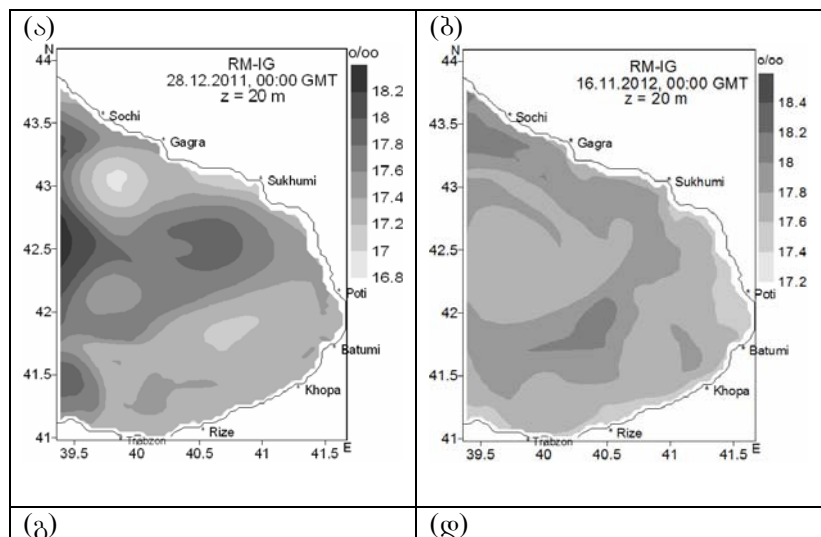 (ა)
N
44
43.5
43
42.5
42
41.5
41
39.5 40 40.5 41 41.5 E
RM-IG
28.12.2011, 00:00 GMT
z = 20 m
Sochi
Gagra
Sukhumi
Poti
Batumi
Khopa
Rize
Trabzon
o/oo
18.2
18
17.8
17.6
17.4
17.2
17
16.8
(ბ)
N
44
43.5
43
42.5
42
41.5
41
39.5 40 40.5 41 41.5 E
RM-IG
16.11.2012, 00:00 GMT
z = 20 m
Sochi
Gagra
Sukhumi
Poti
Batumi
Khopa
Rize
Trabzon
o/oo
18.4
18.2
18
17.8
17.6
17.4
17.2
(გ)
(დ)